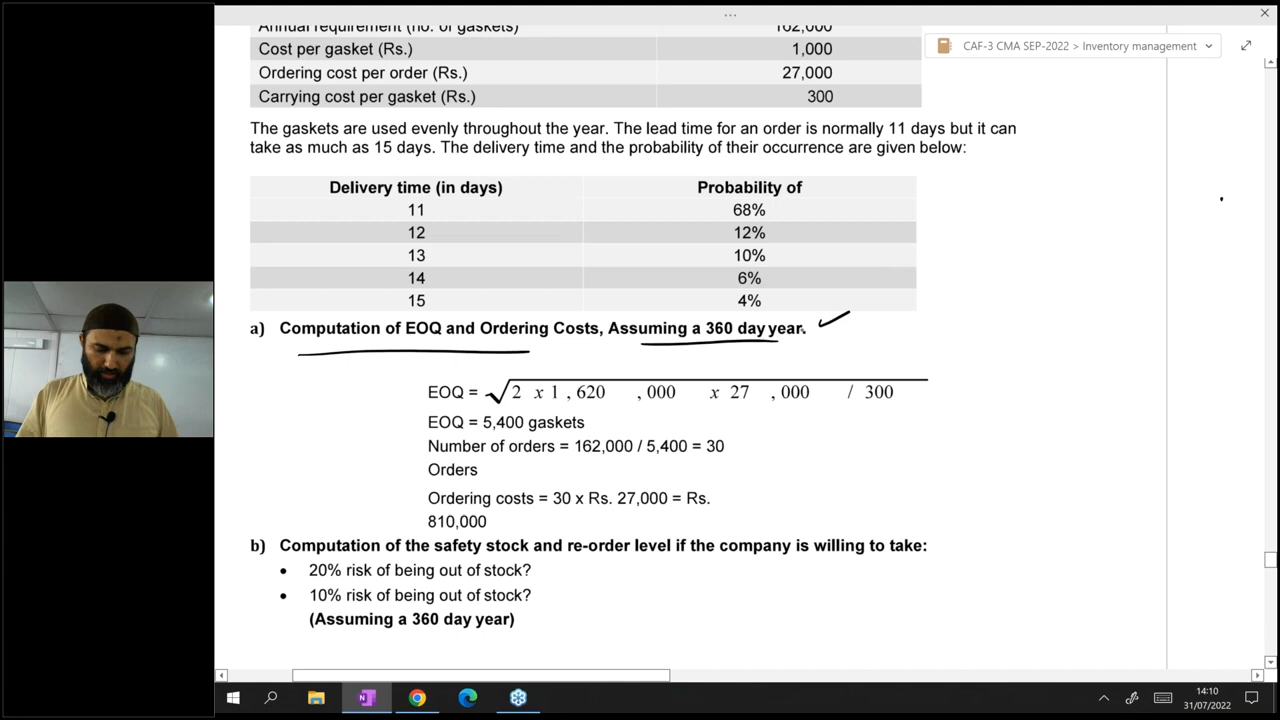 CAF-3 CMA SEP-2022 > Inventory management
Annual requirement (no. of gaskets) 162,000
Cost per gasket (Rs.) 1,000
Ordering cost per order (Rs.) 27,000
Carrying cost per gasket (Rs.) 300
The gaskets are used evenly throughout the year. The lead time for an order is normally 11 days but it can
take as much as 15 days. The delivery time and the probability of their occurrence are given below:
Delivery time (in days) Probability of
11 68%
12 12%
13 10%
14 6%
15 4%
a) Computation of EOQ and Ordering Costs, Assuming a 360 day year.
EOQ = √2 x 1 , 620 , 000 x 27 , 000 / 300
EOQ = 5,400 gaskets
Number of orders = 162,000 / 5,400 = 30
Orders
Ordering costs = 30 x Rs. 27,000 = Rs.
810,000
b) Computation of the safety stock and re-order level if the company is willing to take:
• 20% risk of being out of stock?
• 10% risk of being out of stock?
(Assuming a 360 day year)
14:10
31/07/2022